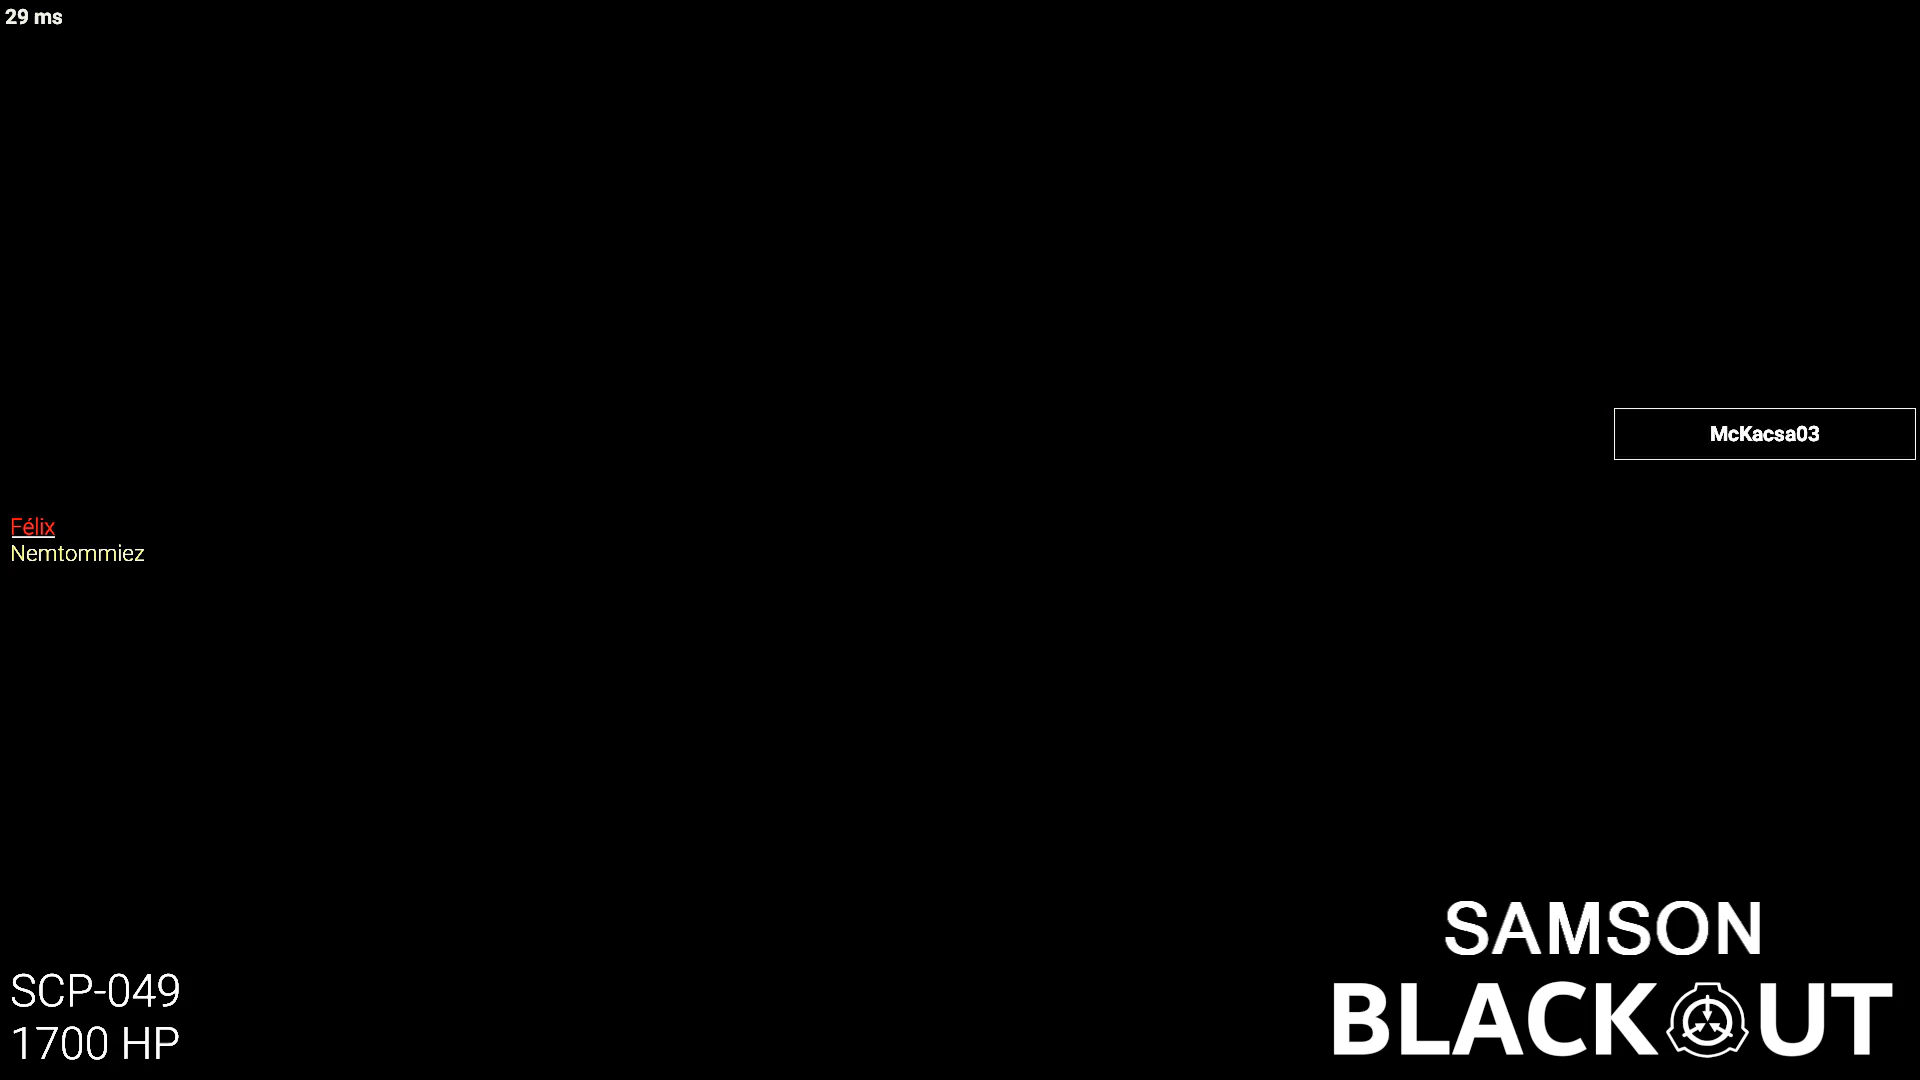 29 ms
McKacsa03
Félix
Nemtommiez
SAMSON
BLACKOUT
SCP-049
1700 HP